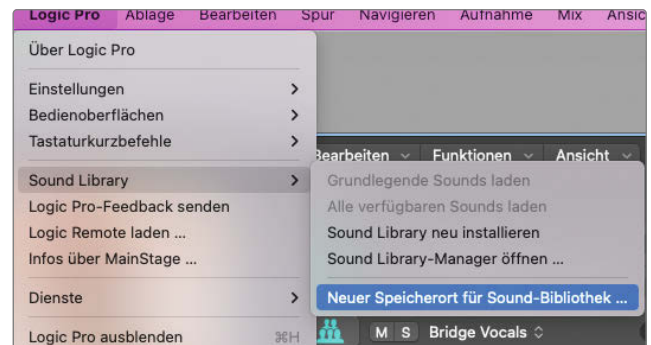 Logic Pro Ablage Bearbeiten Spur Navigieren Aufnahme Mix
Über Logic Pro
Einstellungen >
Bedienoberflächen >
Tastaturkurzbefehle >
Bearbeiten Funktionen Ansicht
Sound Library >
Grundlegende Sounds laden
Logic Pro-Feedback senden
Alle verfügbaren Sounds laden
Logic Remote laden ...
Sound Library neu installieren
Infos über MainStage ...
Sound Library-Manager öffnen ...
Dienste >
Neuer Speicherort für Sound-Bibliothek ...
Logic Pro ausblenden ⌘H
M S Bridge Vocals